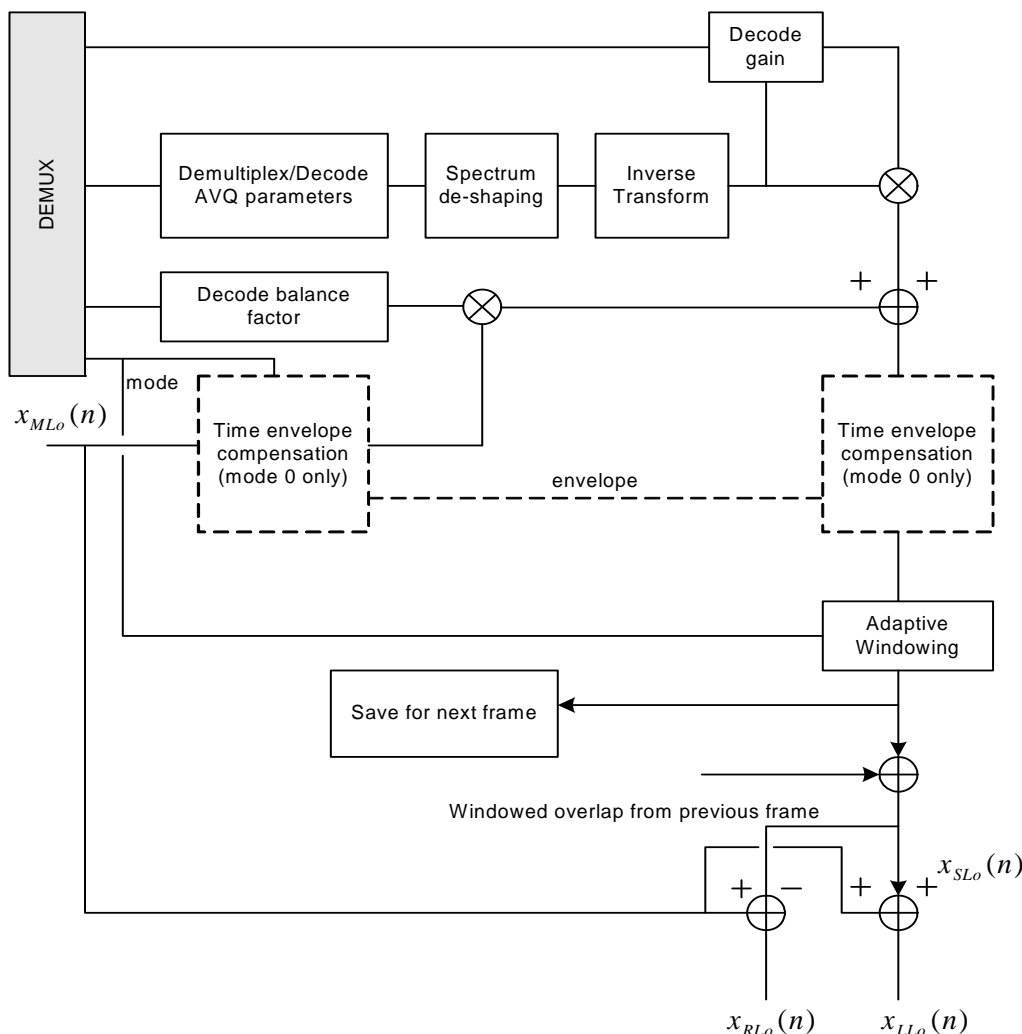 Decode
gain
DEMUX
Demultiplex/Decode
AVQ parameters
Spectrum
de-shaping
Inverse
Transform
Decode balance
factor
+ +
mode
x_{MLo}(n)
Time envelope
compensation
(mode 0 only)
envelope
Time envelope
compensation
(mode 0 only)
Adaptive
Windowing
Save for next frame
Windowed overlap from previous frame
x_{SLo}(n)
+ −
+ +
x_{RLo}(n)
x_{LLo}(n)